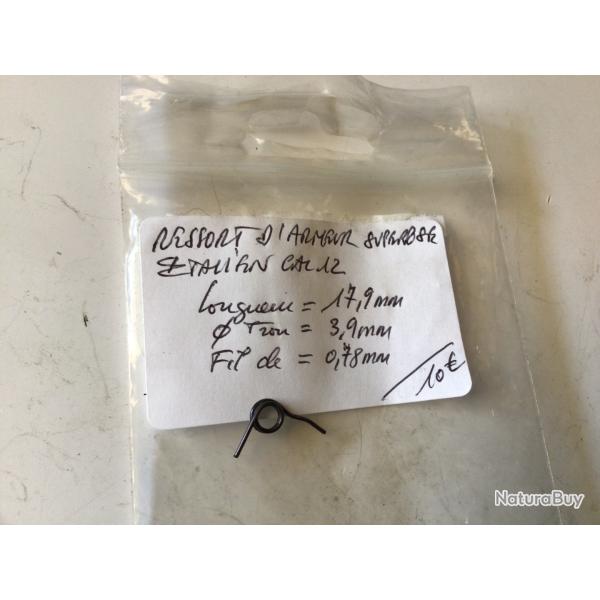 RESSORT D'ARMEUR SUPERPOSE
ITALIEN CAL 12
Longueur = 17,9mm
Ø Trou = 3,9mm
Fil de = 0,78mm
10€
NaturaBuy